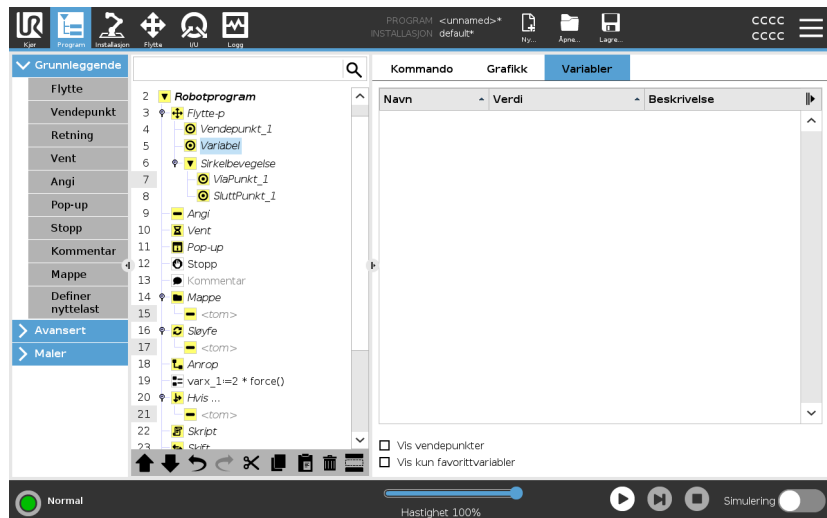 PROGRAM <unnamed>*
INSTALLASJON default*
CCCC
CCCC
Kjør
Program
Installasjon
Flytte
I/U
Logg
Ny...
Åpne...
Lagre...
Grunnleggende
Flytte
Vendepunkt
Retning
Vent
Angi
Pop-up
Stopp
Kommentar
Mappe
Definer
nyttelast
Avansert
Maler
2 Robotprogram
3 Flytte-p
4 Vendepunkt_1
5 Variabel
6 Sirkelbevegelse
7 ViaPunkt_1
8 SluttPunkt_1
9 Angi
10 Vent
11 Pop-up
12 Stopp
13 Kommentar
14 Mappe
15 <tom>
16 Sløyfe
17 <tom>
18 Anrop
19 varx_1:=2 * force()
20 Hvis ...
21 <tom>
22 Skript
23 Skift
Kommando
Grafikk
Variabler
Navn
Verdi
Beskrivelse
Vis vendepunkter
Vis kun favorittvariabler
Normal
Hastighet 100%
Simulering